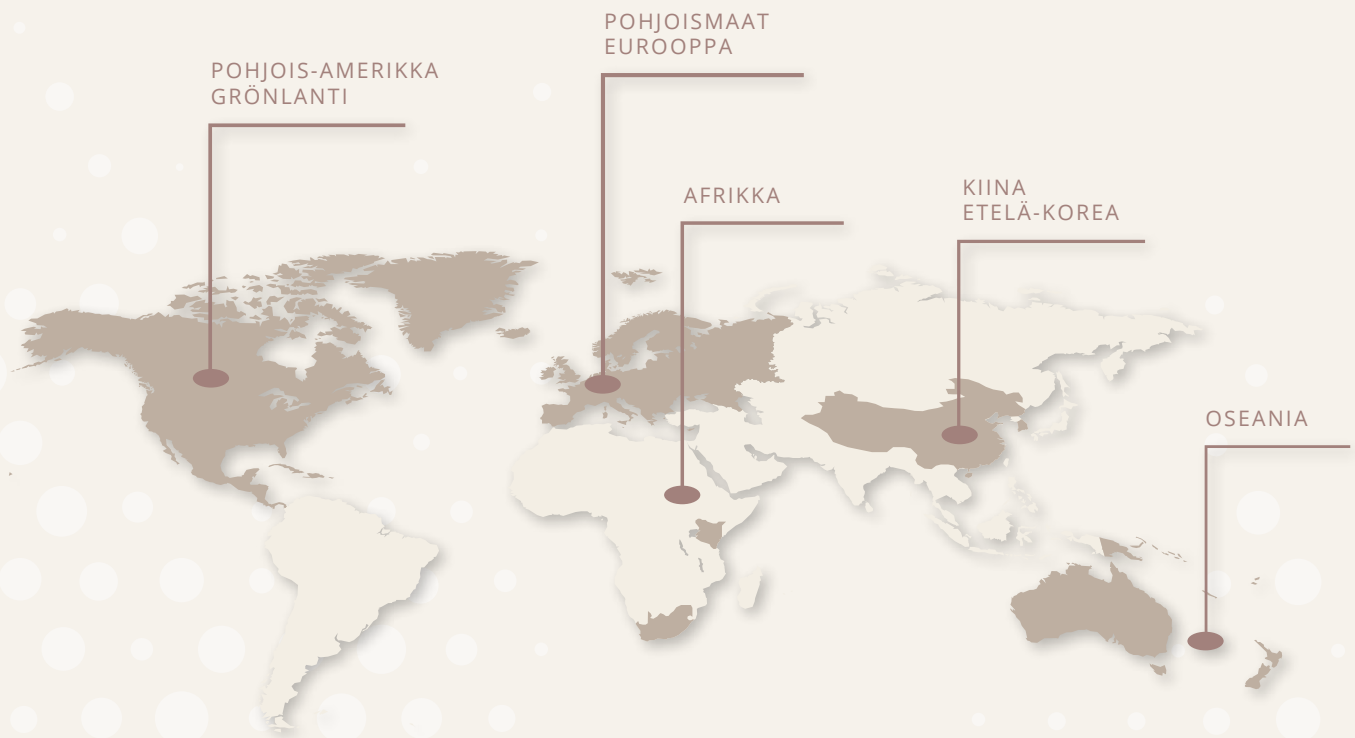 POHJOISMAAT
EUROOPPA
POHJOIS-AMERIKKA
GRÖNLANTI
AFRIKKA
KIINA
ETELÄ-KOREA
OSEANIA